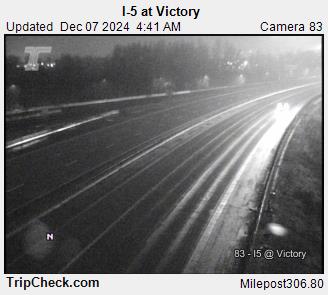 I-5 at Victory
Updated  Dec 07 2024  4:41 AM
Camera 83
T
N
83 - I5 @ Victory
TripCheck.com
Milepost306.80